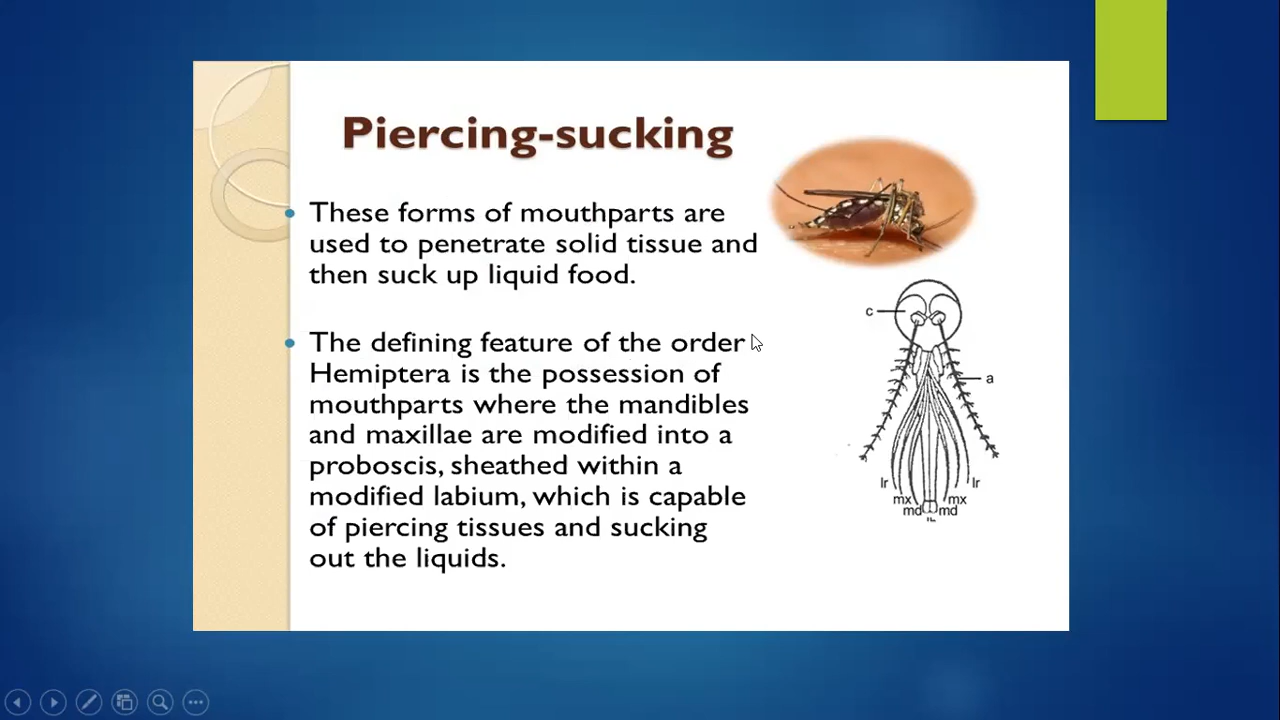 Piercing-sucking
These forms of mouthparts are
used to penetrate solid tissue and
then suck up liquid food.
The defining feature of the order
Hemiptera is the possession of
mouthparts where the mandibles
and maxillae are modified into a
proboscis, sheathed within a
modified labium, which is capable
of piercing tissues and sucking
out the liquids.
c
a
lr lr
mx mx
md md